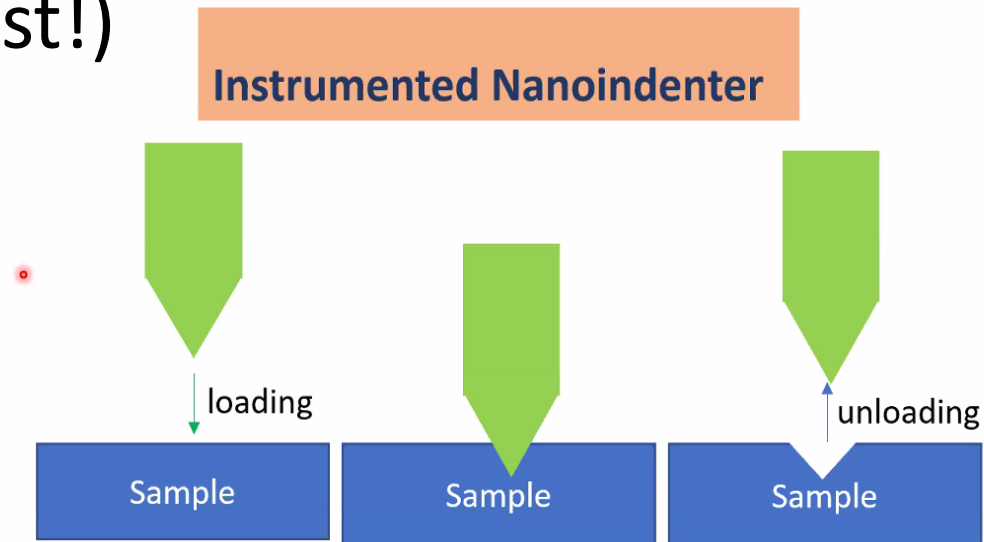 st!)
Instrumented Nanoindenter
loading
unloading
Sample
Sample
Sample